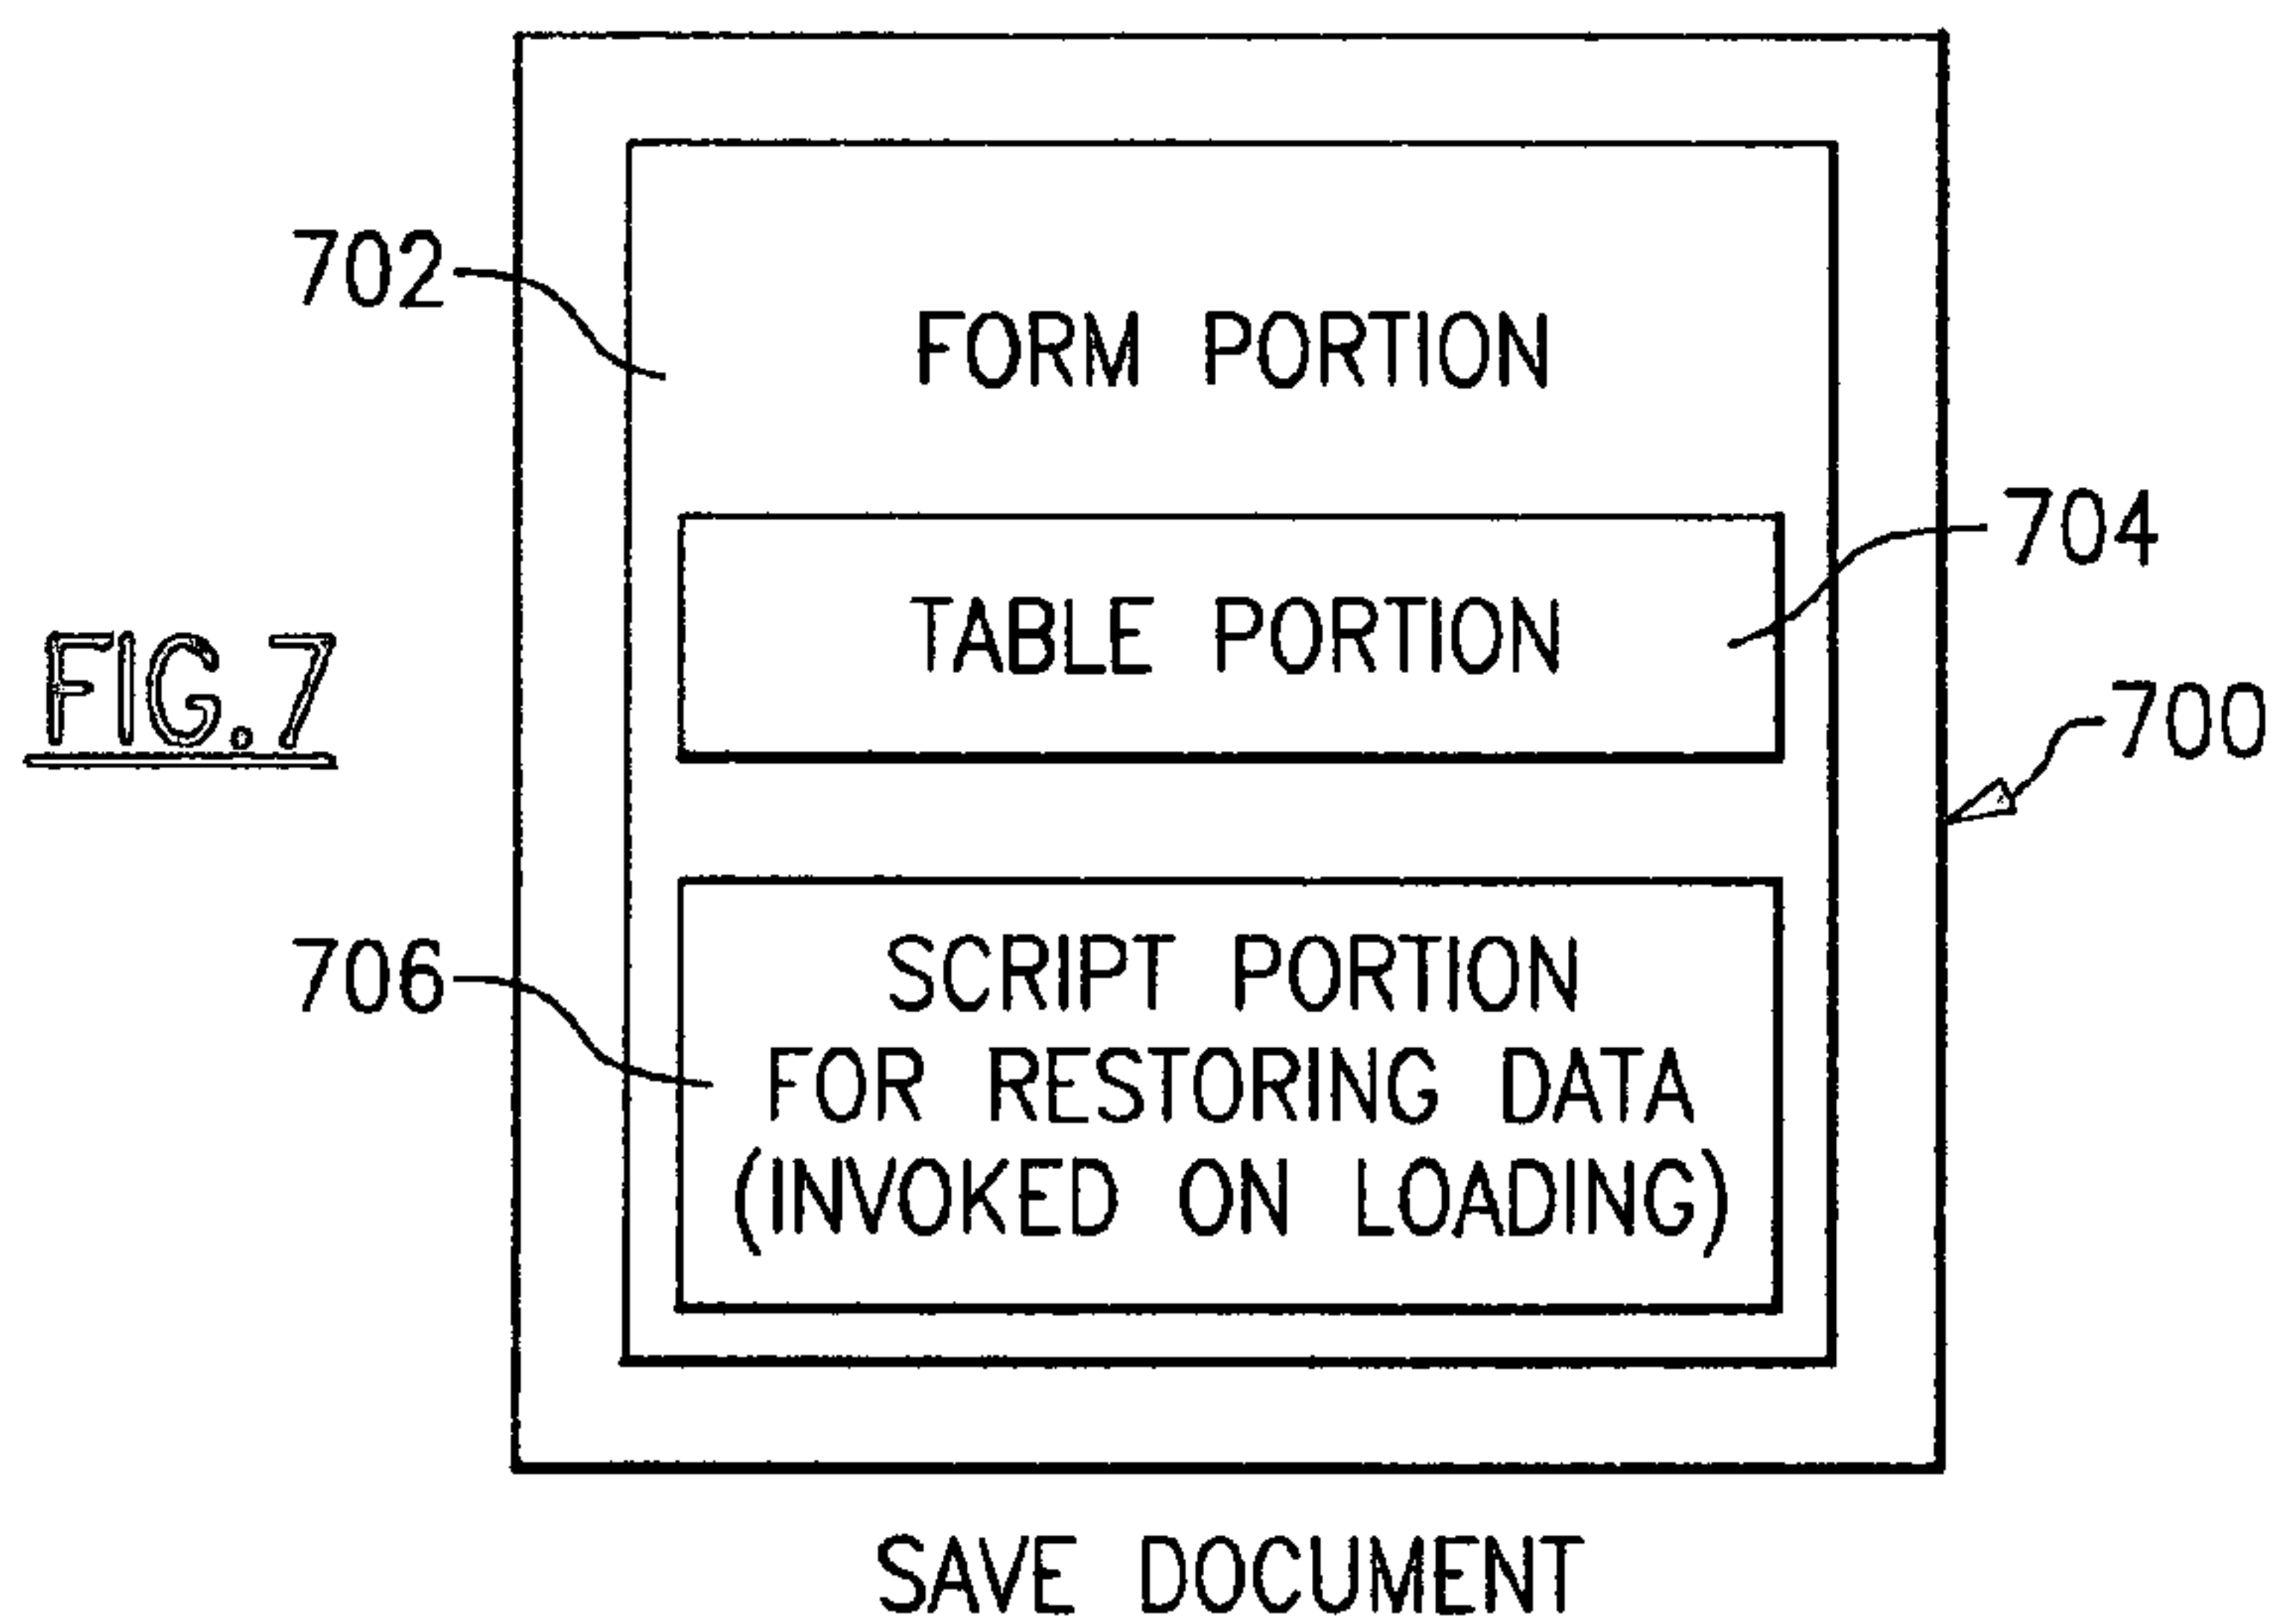 702
FORM PORTION
704
TABLE PORTION
FIG.7
700
706
SCRIPT PORTION
FOR RESTORING DATA
(INVOKED ON LOADING)
SAVE DOCUMENT